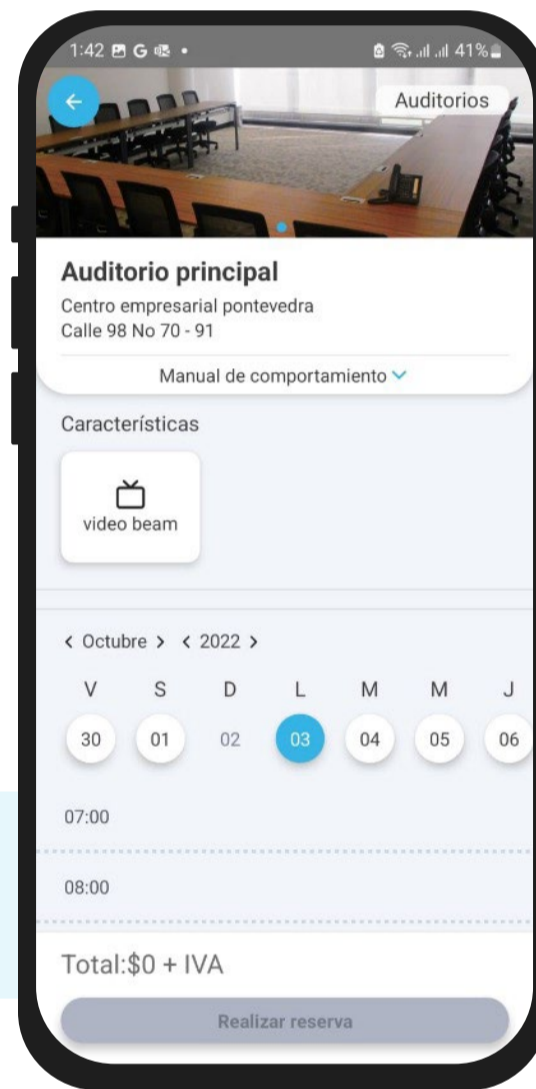 1:42 G 41%
Auditorios
Auditorio principal
Centro empresarial pontevedra
Calle 98 No 70 - 91
Manual de comportamiento
Características
video beam
< Octubre > < 2022 >
V S D L M M J
30 01 02 03 04 05 06
07:00
08:00
Total:$0 + IVA
Realizar reserva